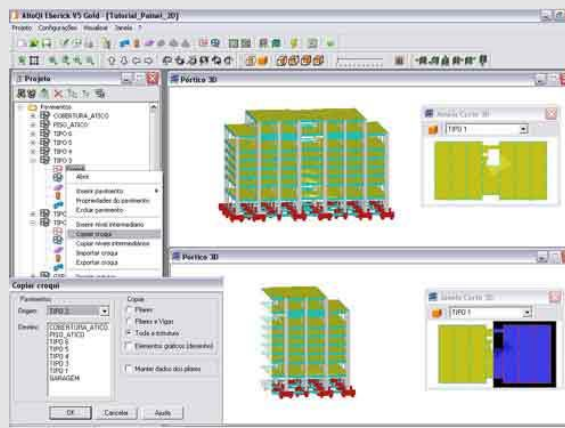 AltoQI Eberick V5 Gold - [Tutorial_Painel_3D]
Projeto Configurações Visualizar Janela ?
Projeto
Pavimentos
COBERTURA_ATICO
PISO_ATICO
TIPO 6
TIPO 5
TIPO 4
TIPO 3
Abrir
Inserir pavimento
Propriedades do pavimento
Excluir pavimento
Inserir nível intermediário
Copiar croqui
Copiar níveis intermediários
Importar croqui
Exportar croqui
Pórtico 3D
Janela Corte 3D
TIPO 1
Pórtico 3D
Janela Corte 3D
TIPO 1
Copiar croqui
Pavimentos
Origem: TIPO 2
Destino:
COBERTURA_ATICO
PISO_ATICO
TIPO 6
TIPO 5
TIPO 4
TIPO 3
TIPO 1
GARAGEM
Copiar
Pilares
Pilares e Vigas
Toda a estrutura
Elementos gráficos (desenho)
Manter dados dos pilares
OK
Cancelar
Ajuda